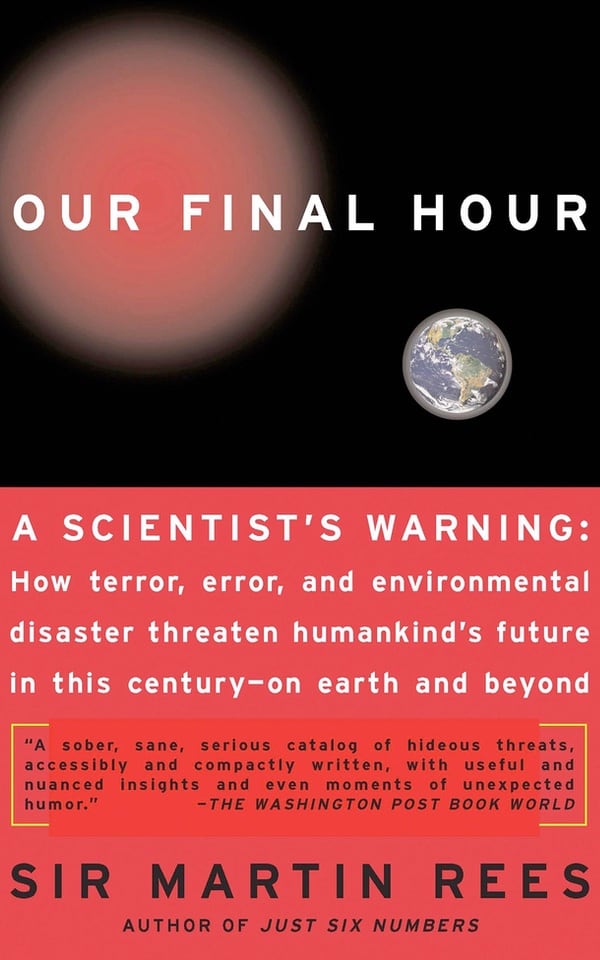 OUR FINAL HOUR
A SCIENTIST'S WARNING:
How terror, error, and environmental
disaster threaten humankind's future
in this century—on earth and beyond
"A sober, sane, serious catalog of hideous threats,
accessibly and compactly written, with useful and
nuanced insights and even moments of unexpected
humor." —THE WASHINGTON POST BOOK WORLD
SIR MARTIN REES
AUTHOR OF JUST SIX NUMBERS